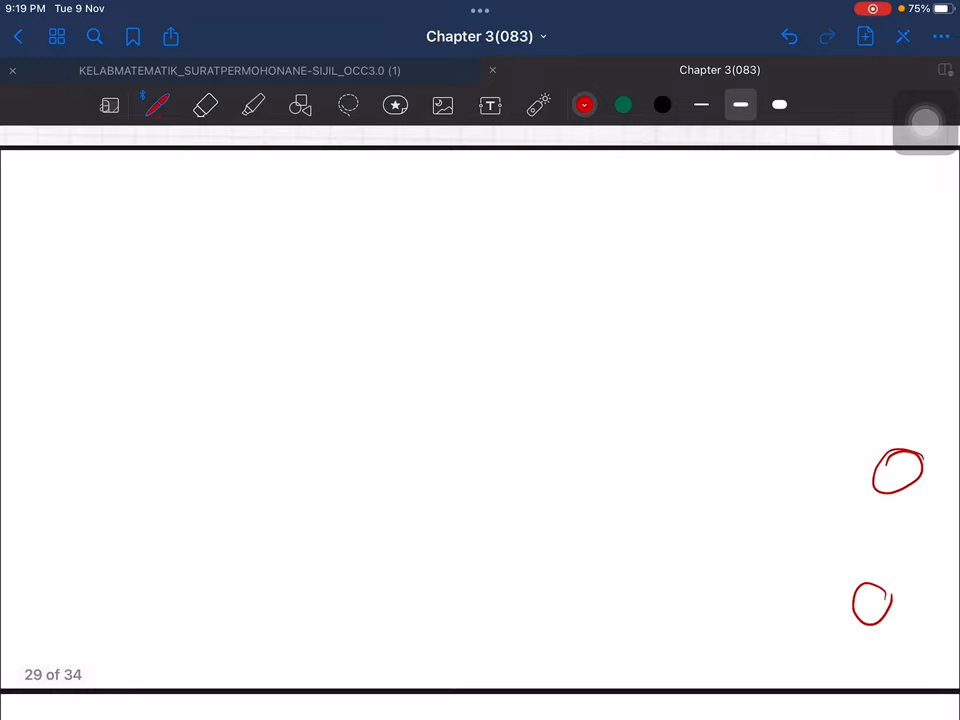 9:19 PM Tue 9 Nov
75%
Chapter 3(083)
KELABMATEMATIK_SURATPERMOHONANE-SIJIL_OCC3.0 (1)
Chapter 3(083)
T
29 of 34